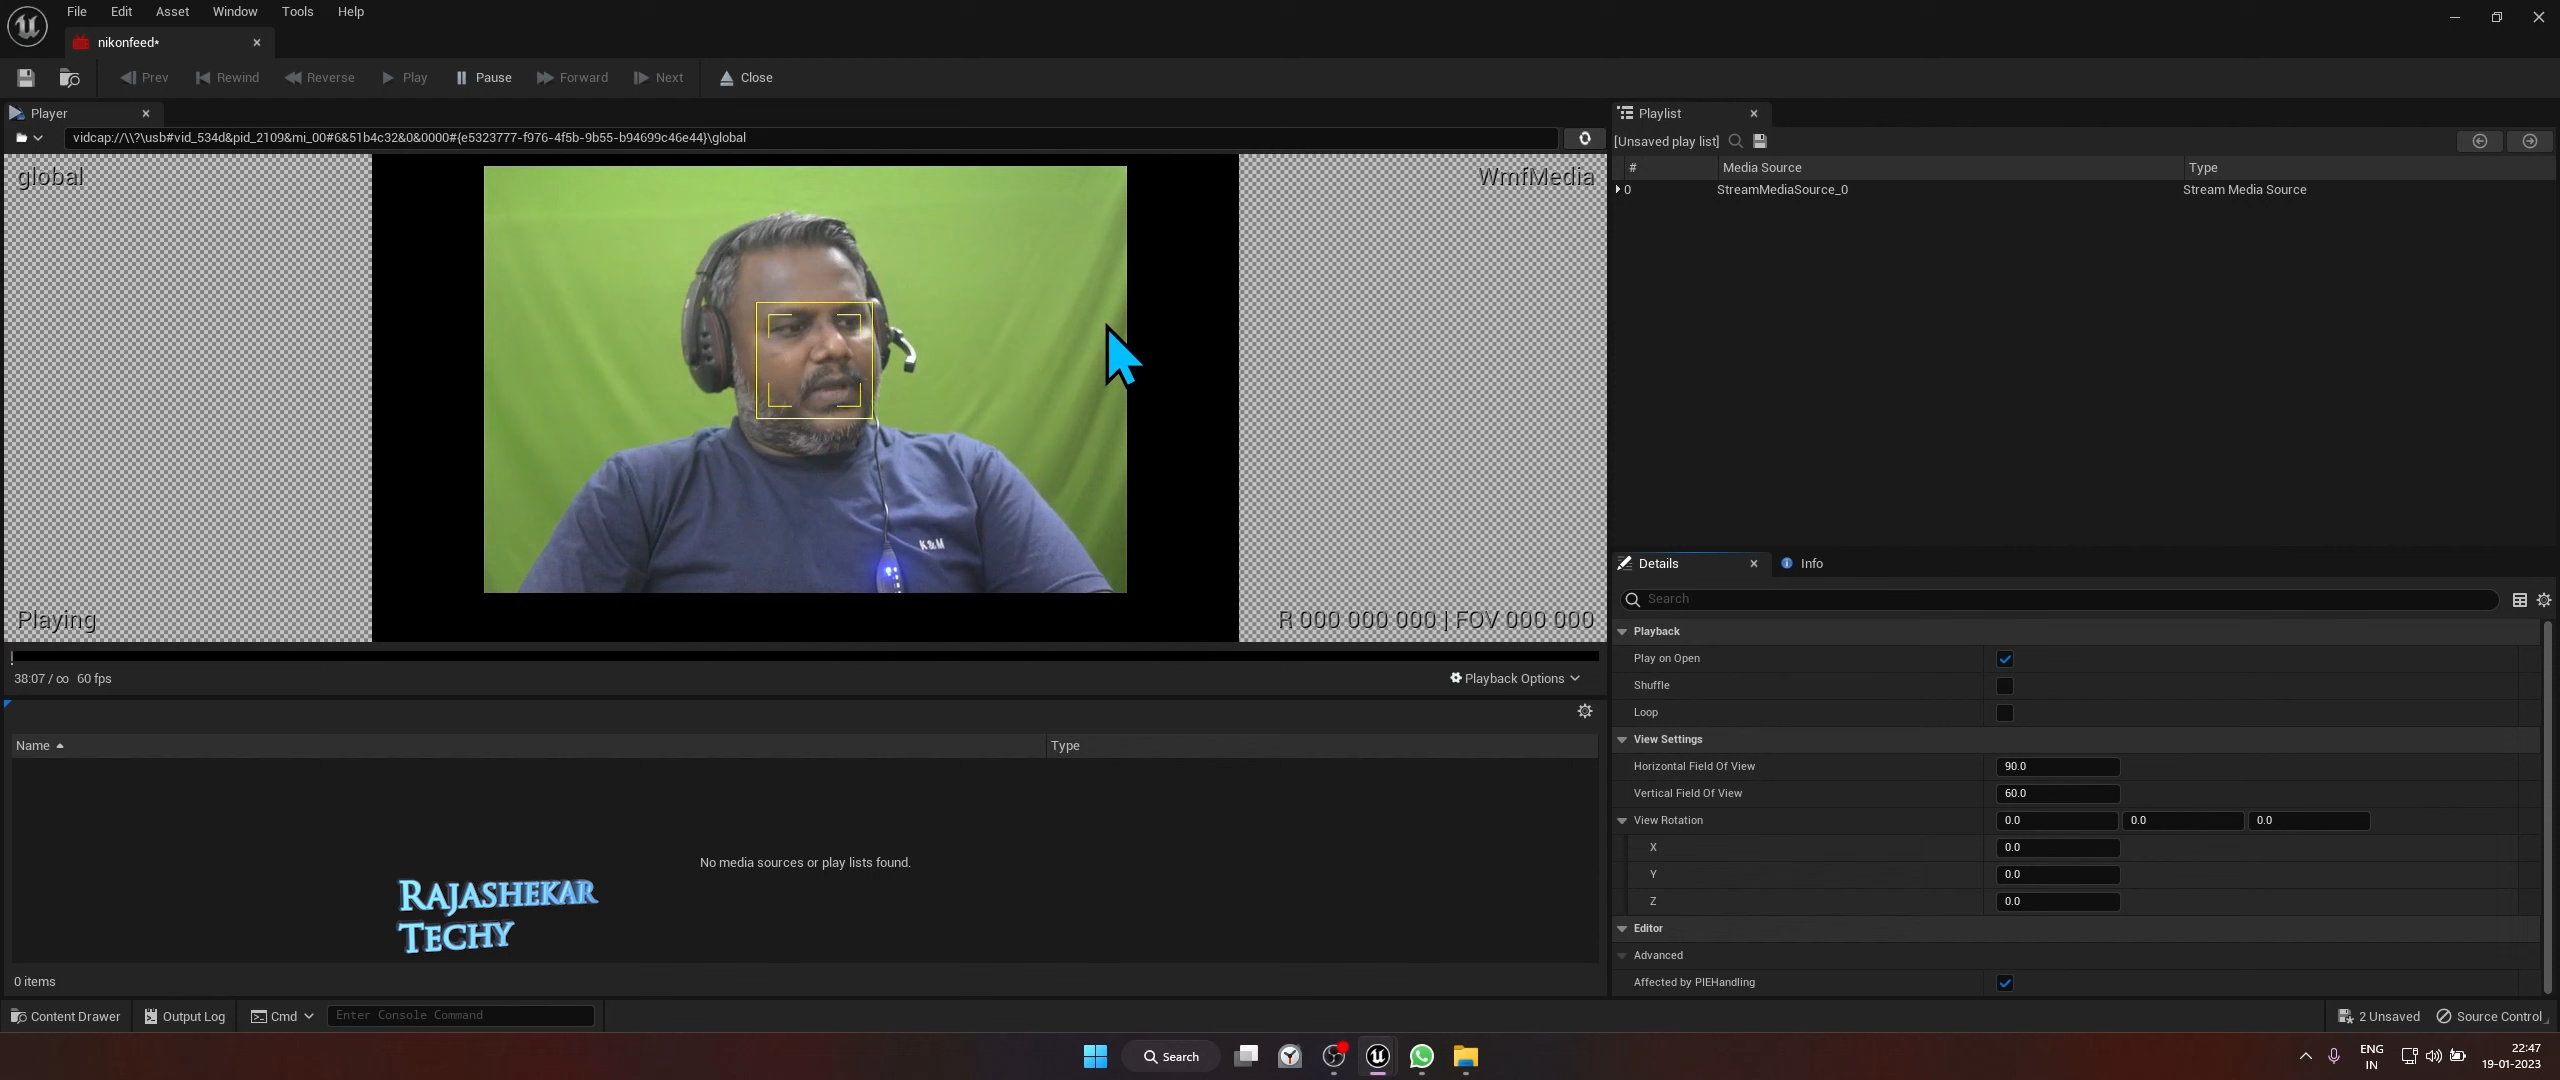 File Edit Asset Window Tools Help
nikonfeed*
Prev Rewind Reverse Play Pause Forward Next Close
Player
vidcap://\\?\usb#vid_534d&pid_2109&mi_00#6&51b4c32&0&0000#{e5323777-f976-4f5b-9b55-b94699c46e44}\global
global
WmfMedia
K&M
Playing
R 000 000 000 | FOV 000 000
38:07 / ∞ 60 fps
Playback Options
Name Type
No media sources or play lists found.
RAJASHEKAR
TECHY
0 items
Playlist
[Unsaved play list]
# Media Source Type
0 StreamMediaSource_0 Stream Media Source
Details Info
Search
Playback
Play on Open
Shuffle
Loop
View Settings
Horizontal Field Of View 90.0
Vertical Field Of View 60.0
View Rotation 0.0 0.0 0.0
X 0.0
Y 0.0
Z 0.0
Editor
Advanced
Affected by PIEHandling
Content Drawer Output Log Cmd Enter Console Command 2 Unsaved Source Control
Search
ENG
IN
22:47
19-01-2023